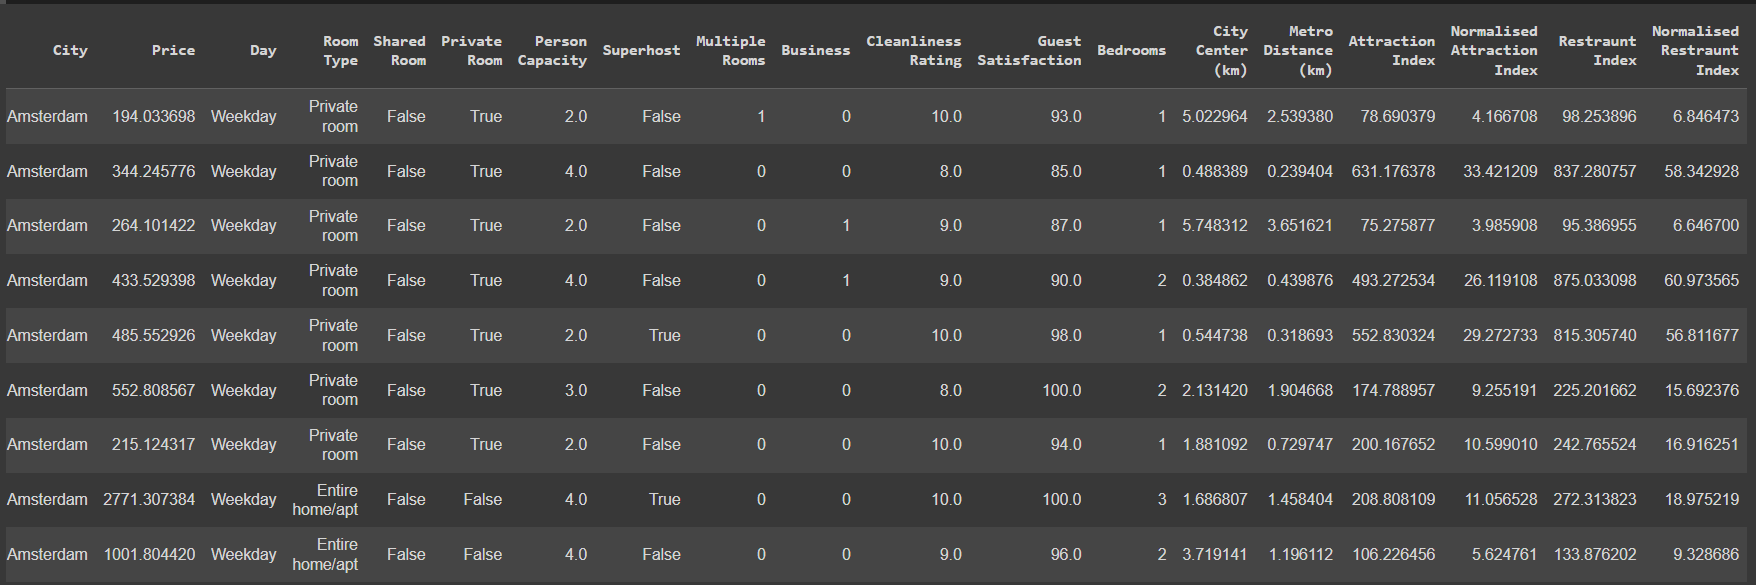 City Price Day Room Type Shared Room Private Room Person Capacity Superhost Multiple Rooms Business Cleanliness Rating Guest Satisfaction Bedrooms City Center (km) Metro Distance (km) Attraction Index Normalised Attraction Index Restraunt Index Normalised Restraunt Index
Amsterdam 194.033698 Weekday Private room False True 2.0 False 1 0 10.0 93.0 1 5.022964 2.539380 78.690379 4.166708 98.253896 6.846473
Amsterdam 344.245776 Weekday Private room False True 4.0 False 0 0 8.0 85.0 1 0.488389 0.239404 631.176378 33.421209 837.280757 58.342928
Amsterdam 264.101422 Weekday Private room False True 2.0 False 0 1 9.0 87.0 1 5.748312 3.651621 75.275877 3.985908 95.386955 6.646700
Amsterdam 433.529398 Weekday Private room False True 4.0 False 0 1 9.0 90.0 2 0.384862 0.439876 493.272534 26.119108 875.033098 60.973565
Amsterdam 485.552926 Weekday Private room False True 2.0 True 0 0 10.0 98.0 1 0.544738 0.318693 552.830324 29.272733 815.305740 56.811677
Amsterdam 552.808567 Weekday Private room False True 3.0 False 0 0 8.0 100.0 2 2.131420 1.904668 174.788957 9.255191 225.201662 15.692376
Amsterdam 215.124317 Weekday Private room False True 2.0 False 0 0 10.0 94.0 1 1.881092 0.729747 200.167652 10.599010 242.765524 16.916251
Amsterdam 2771.307384 Weekday Entire home/apt False False 4.0 True 0 0 10.0 100.0 3 1.686807 1.458404 208.808109 11.056528 272.313823 18.975219
Amsterdam 1001.804420 Weekday Entire home/apt False False 4.0 False 0 0 9.0 96.0 2 3.719141 1.196112 106.226456 5.624761 133.876202 9.328686